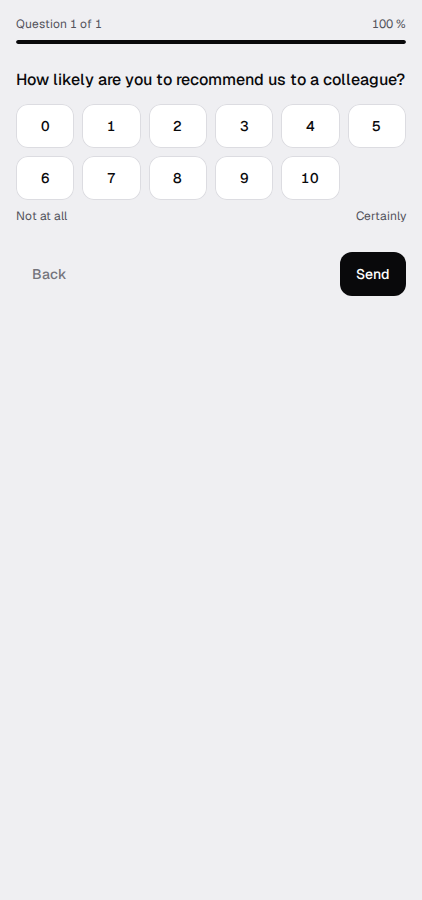 Question 1 of 1 100 %
How likely are you to recommend us to a colleague?
0 1 2 3 4 5
6 7 8 9 10
Not at all Certainly
Back Send